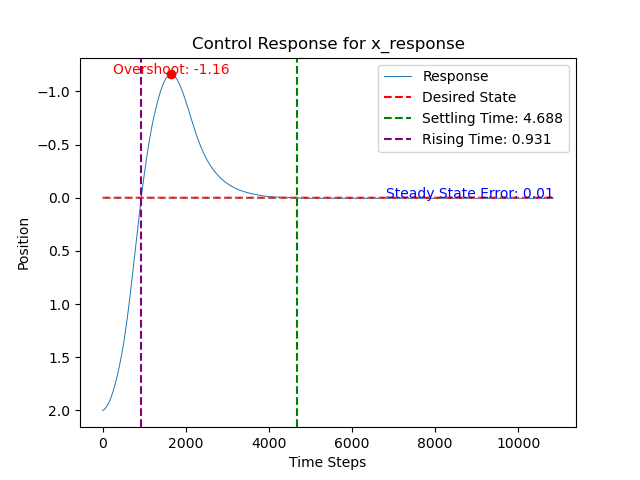 Control Response for x_response
Overshoot: -1.16
Response
Desired State
Settling Time: 4.688
Rising Time: 0.931
Steady State Error: 0.01
Position
−1.0
−0.5
0.0
0.5
1.0
1.5
2.0
0 2000 4000 6000 8000 10000
Time Steps